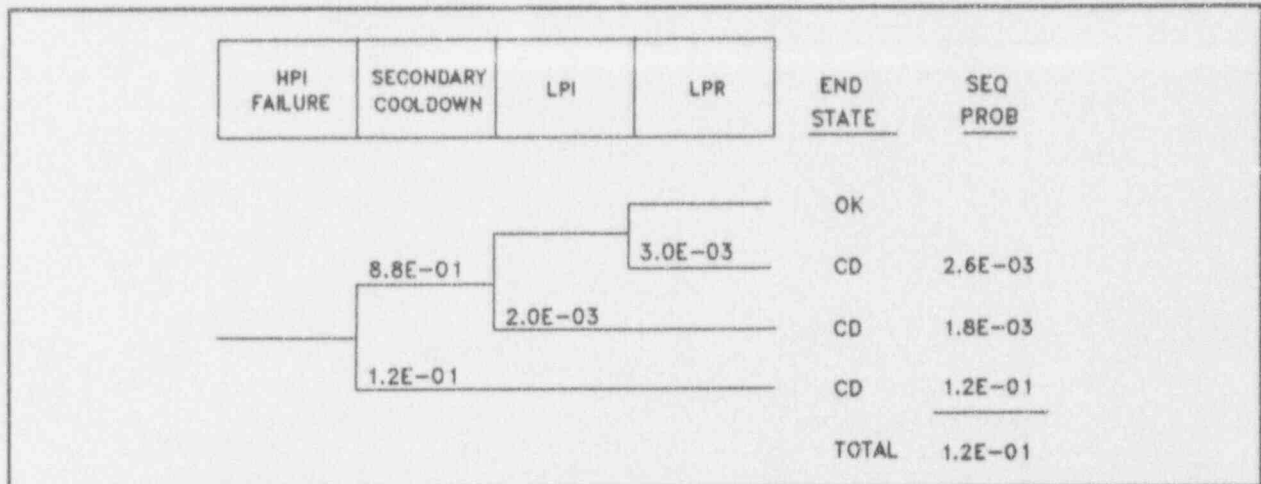 HPI FAILURE SECONDARY COOLDOWN LPI LPR END STATE SEQ PROB
OK
8.8E-01 3.0E-03 CD 2.6E-03
2.0E-03 CD 1.8E-03
1.2E-01 CD 1.2E-01
TOTAL 1.2E-01